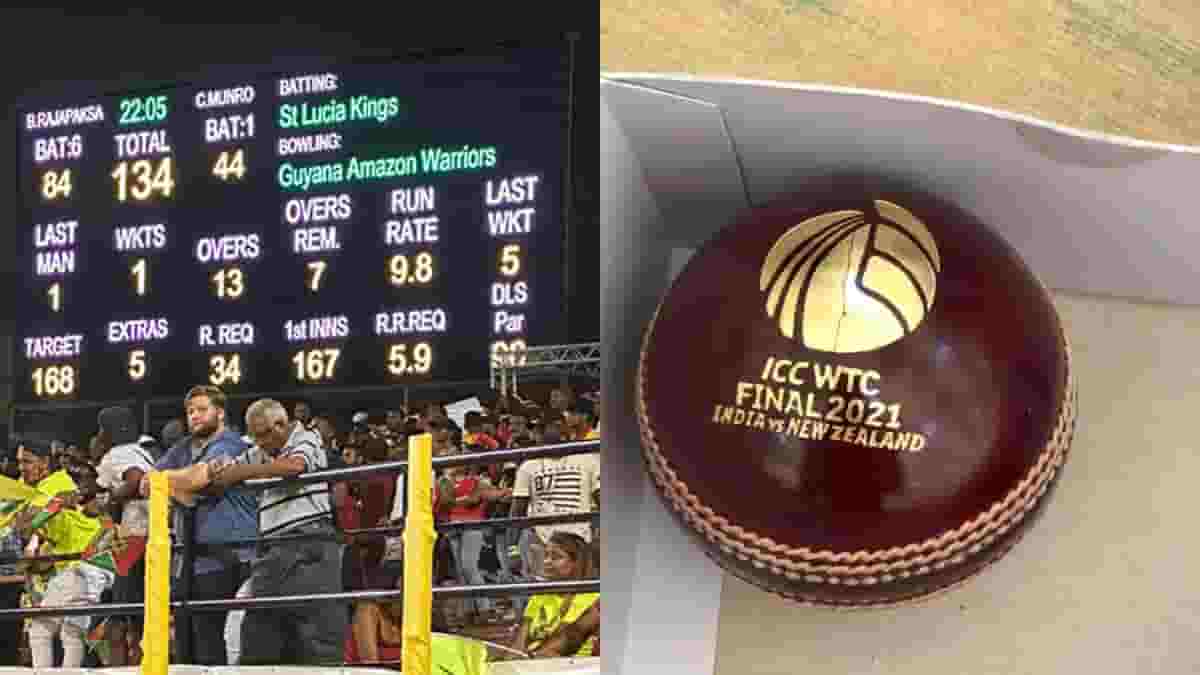 B.RAJAPAKSA 22:05 C.MUNRO BATTING:
BAT:6 TOTAL BAT:1 St Lucia Kings
84 134 44 BOWLING:
Guyana Amazon Warriors
LAST MAN WKTS OVERS OVERS REM. RUN RATE LAST WKT
1 1 13 7 9.8 5
DLS
Par
TARGET EXTRAS R. REQ 1st INNS R.R.REQ
168 5 34 167 5.9
97
ICC WTC
FINAL 2021
INDIA VS NEW ZEALAND